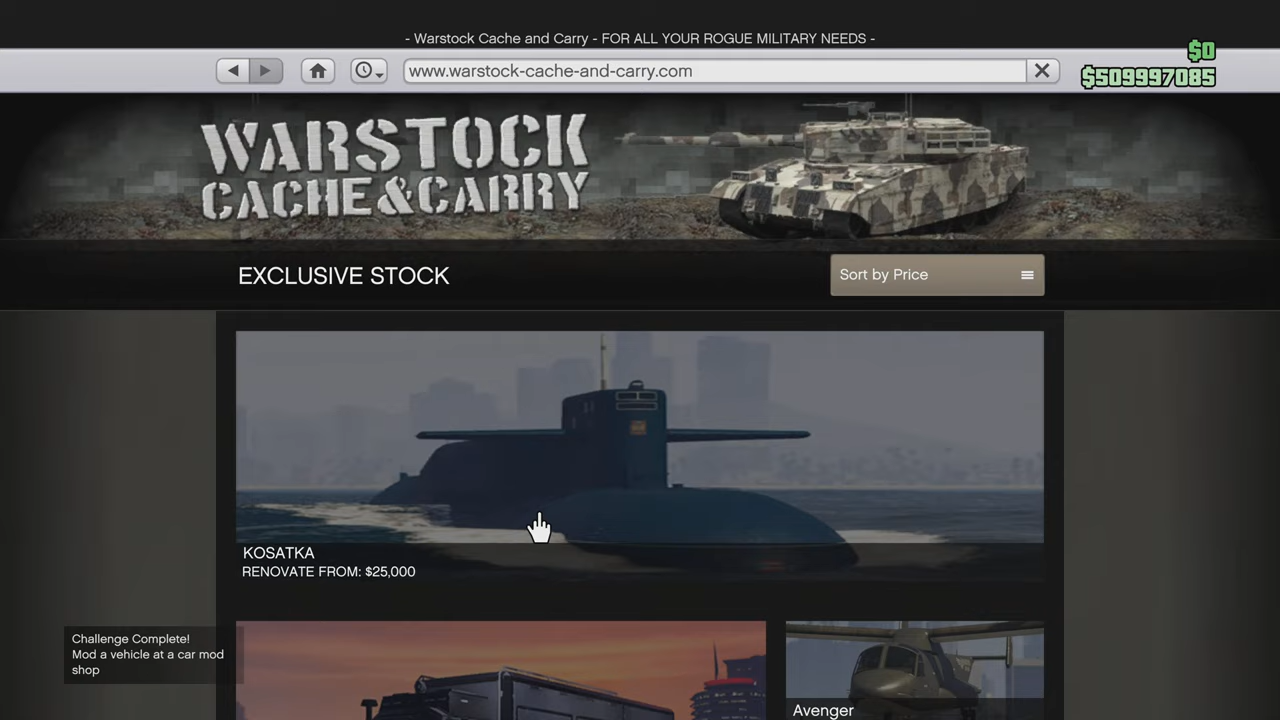 - Warstock Cache and Carry - FOR ALL YOUR ROGUE MILITARY NEEDS -
$0
www.warstock-cache-and-carry.com
$509997085
WARSTOCK
CACHE&CARRY
EXCLUSIVE STOCK
Sort by Price
KOSATKA
RENOVATE FROM: $25,000
Challenge Complete!
Mod a vehicle at a car mod
shop
Avenger